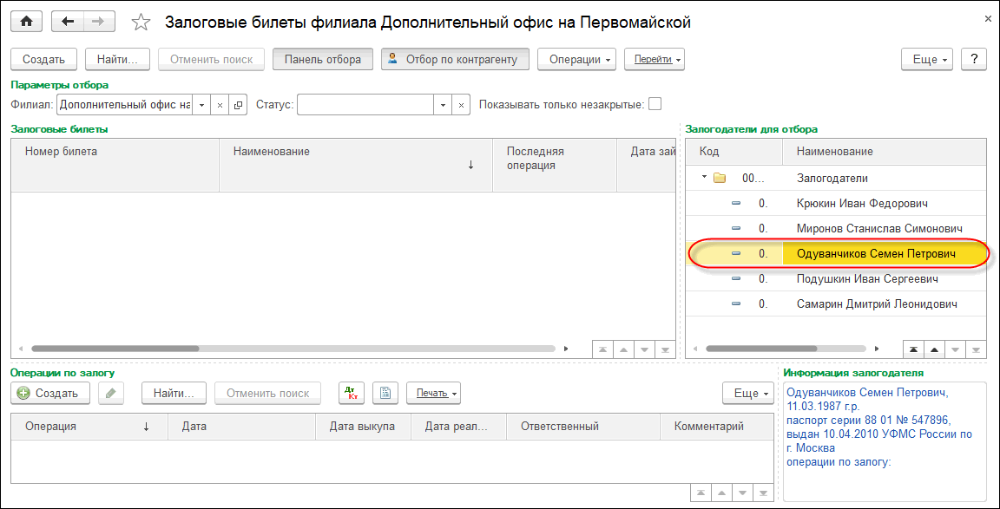 Залоговые билеты филиала Дополнительный офис на Первомайской
Создать Найти... Отменить поиск Панель отбора Отбор по контрагенту Операции Перейти Еще ?
Параметры отбора
Филиал: Дополнительный офис на Статус: Показывать только незакрытые:
Залоговые билеты
Номер билета Наименование Последняя операция Дата зай
Залогодатели для отбора
Код Наименование
00... Залогодатели
0. Крюкин Иван Федорович
0. Миронов Станислав Симонович
0. Одуванчиков Семен Петрович
0. Подушкин Иван Сергеевич
0. Самарин Дмитрий Леонидович
Операции по залогу
Создать Найти... Отменить поиск Дт Кт Печать Еще
Операция Дата Дата выкупа Дата реал... Ответственный Комментарий
Информация залогодателя
Одуванчиков Семен Петрович,
11.03.1987 г.р.
паспорт серии 88 01 № 547896,
выдан 10.04.2010 УФМС России по
г. Москва
операции по залогу: